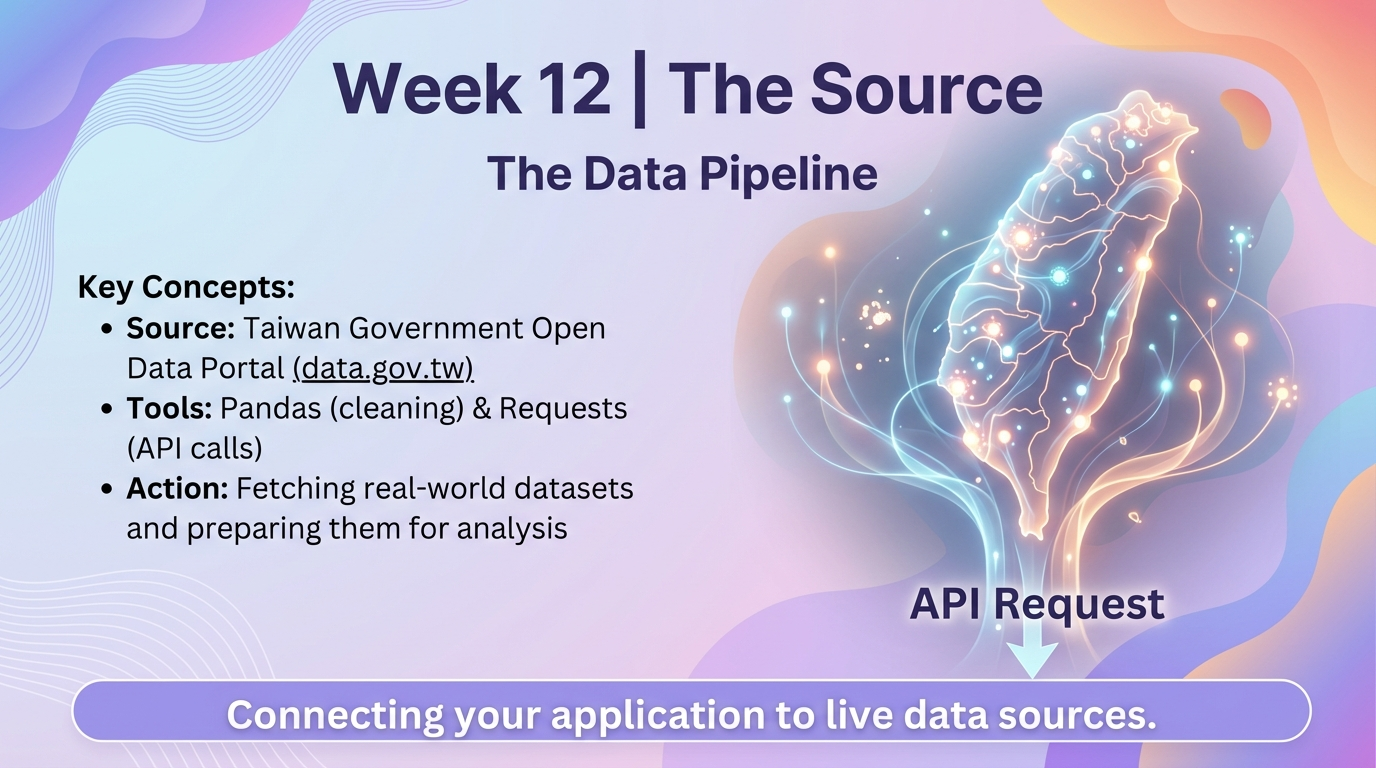 Week 12 | The Source
The Data Pipeline
Key Concepts:
• Source: Taiwan Government Open
Data Portal (data.gov.tw)
• Tools: Pandas (cleaning) & Requests
(API calls)
• Action: Fetching real-world datasets
and preparing them for analysis
API Request
Connecting your application to live data sources.